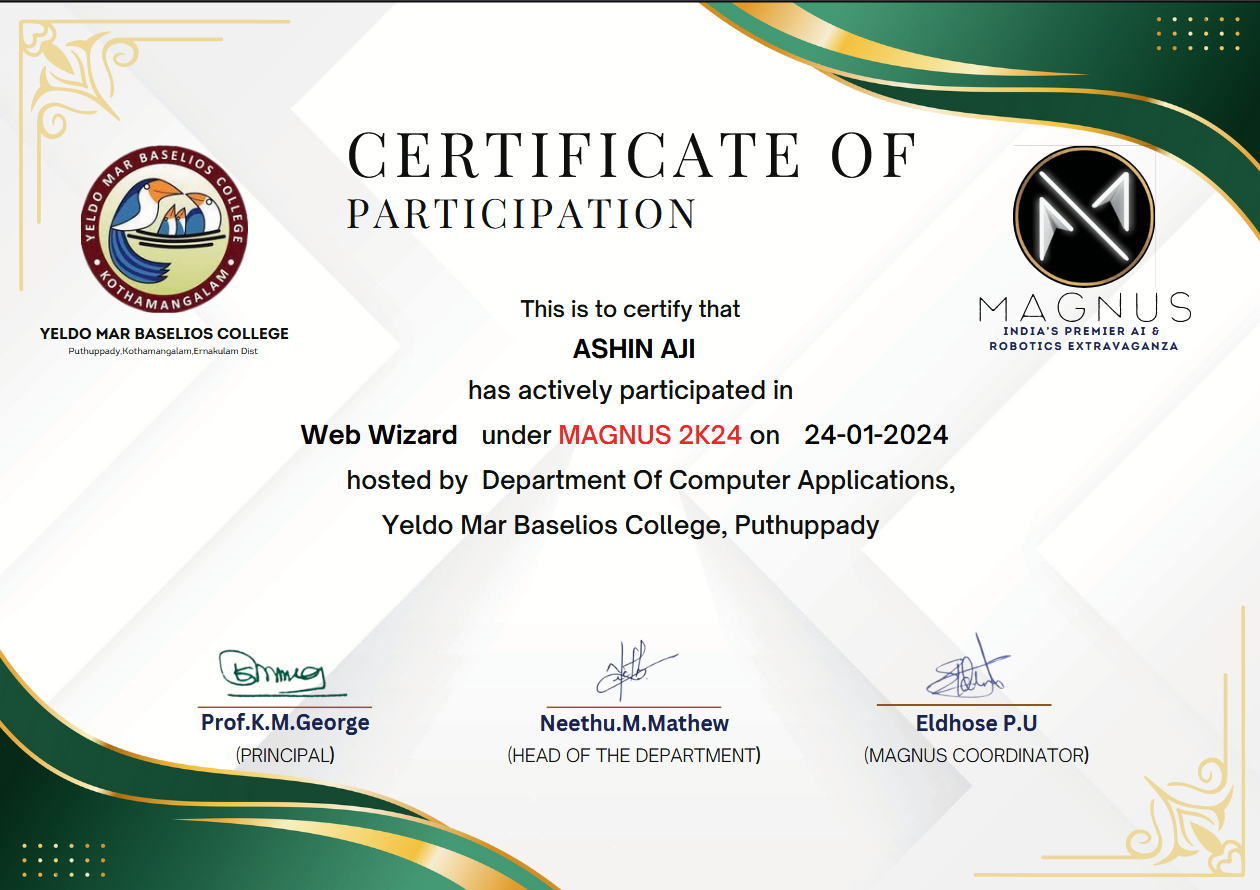 CERTIFICATE OF
PARTICIPATION
YELDO MAR BASELIOS COLLEGE
• KOTHAMANGALAM •
YELDO MAR BASELIOS COLLEGE
Puthuppady,Kothamangalam,Ernakulam Dist
MAGNUS
INDIA'S PREMIER AI &
ROBOTICS EXTRAVAGANZA
This is to certify that
ASHIN AJI
has actively participated in
Web Wizard under MAGNUS 2K24 on 24-01-2024
hosted by Department Of Computer Applications,
Yeldo Mar Baselios College, Puthuppady
Prof.K.M.George
(PRINCIPAL)
Neethu.M.Mathew
(HEAD OF THE DEPARTMENT)
Eldhose P.U
(MAGNUS COORDINATOR)